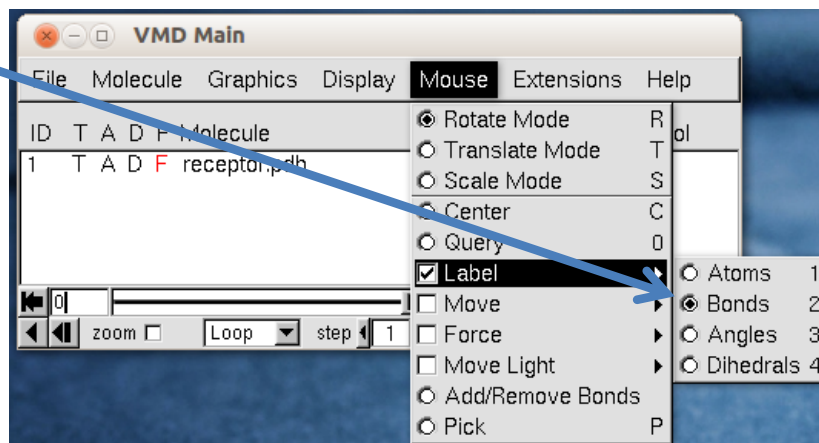 VMD Main
File Molecule Graphics Display Mouse Extensions Help
ID T A D F Molecule
1 T A D F receptor.pdb
Rotate Mode R
Translate Mode T
Scale Mode S
Center C
Query 0
Label
Move
Force
Move Light
Add/Remove Bonds
Pick P
Atoms 1
Bonds 2
Angles 3
Dihedrals 4
0
zoom Loop step 1